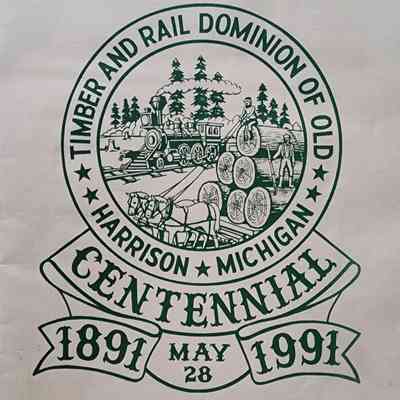 TIMBER AND RAIL DOMINION OF OLD
HARRISON ★ MICHIGAN
CENTENNIAL
1891 MAY 28 1991